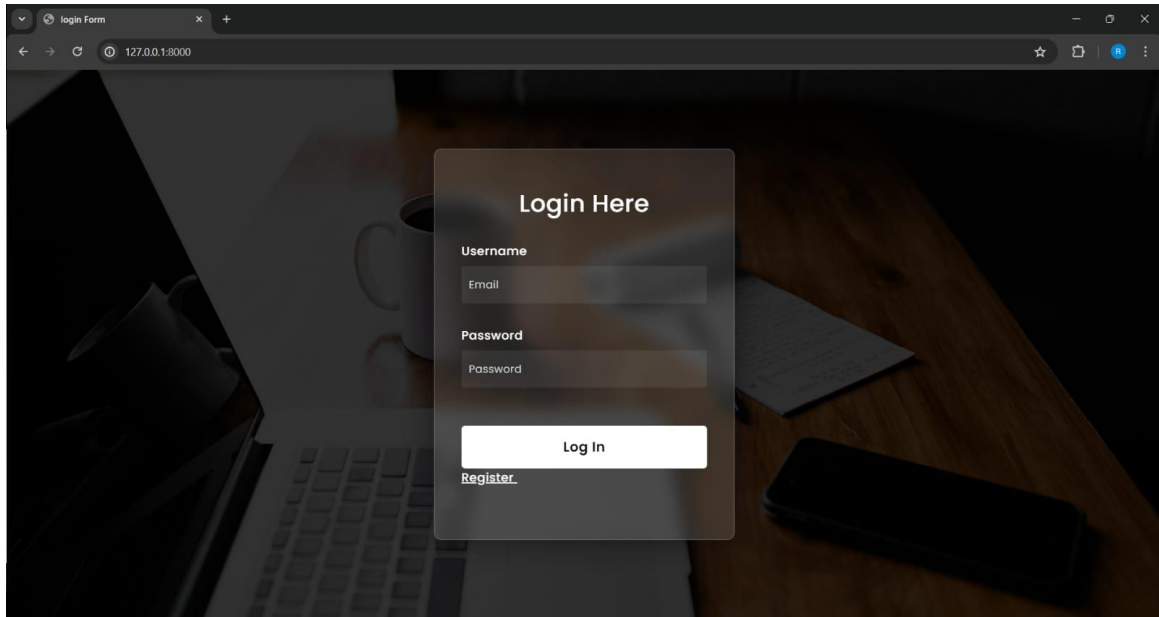 login Form
127.0.0.1:8000
R
Login Here
Username
Email
Password
Password
Log In
Register